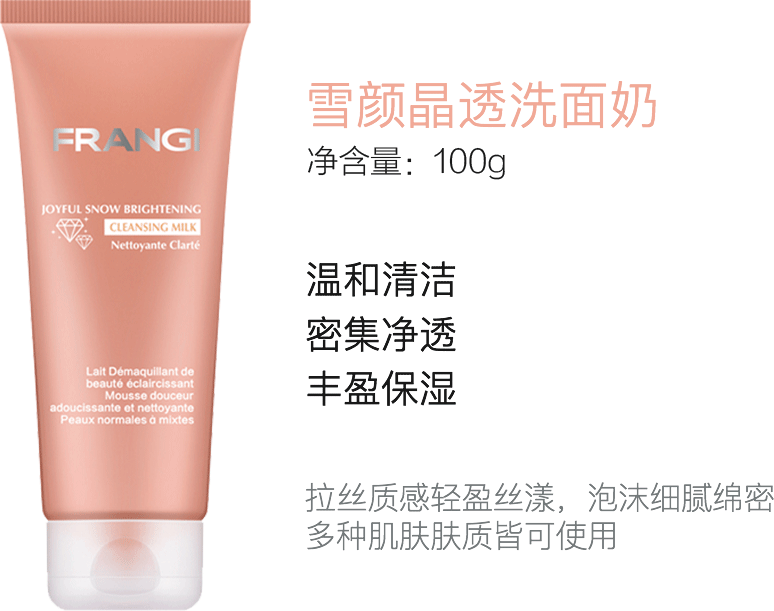 FRANGI
JOYFUL SNOW BRIGHTENING
CLEANSING MILK
Nettoyante Clarté
Lait Démaquillant de
beauté éclaircissant
Mousse douceur
adoucissante et nettoyante
Peaux normales à mixtes
雪颜晶透洗面奶
净含量：100g
温和清洁
密集净透
丰盈保湿
拉丝质感轻盈丝漾，泡沫细腻绵密
多种肌肤肤质皆可使用